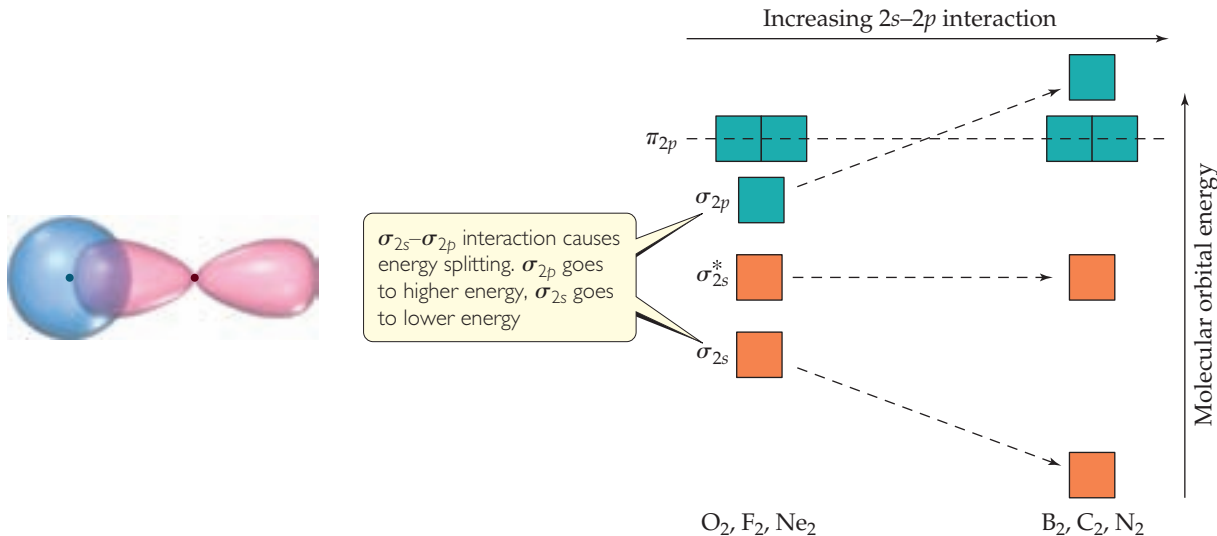 Increasing 2s–2p interaction
π2p
σ2p
σ2s–σ2p interaction causes
energy splitting. σ2p goes
to higher energy, σ2s goes
to lower energy
σ*2s
σ2s
Molecular orbital energy
O2, F2, Ne2
B2, C2, N2